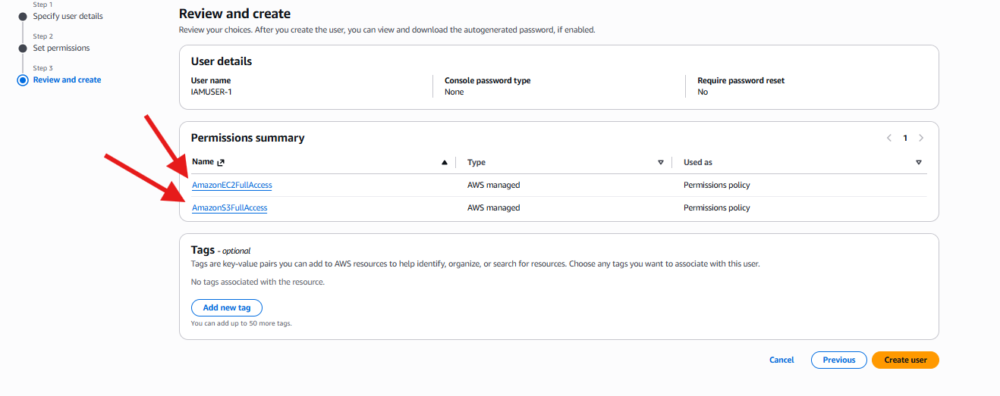 Step 1
Specify user details
Step 2
Set permissions
Step 3
Review and create
Review and create
Review your choices. After you create the user, you can view and download the autogenerated password, if enabled.
User details
User name
IAMUSER-1
Console password type
None
Require password reset
No
Permissions summary
1
Name Type Used as
AmazonEC2FullAccess AWS managed Permissions policy
AmazonS3FullAccess AWS managed Permissions policy
Tags - optional
Tags are key-value pairs you can add to AWS resources to help identify, organize, or search for resources. Choose any tags you want to associate with this user.
No tags associated with the resource.
Add new tag
You can add up to 50 more tags.
Cancel Previous Create user